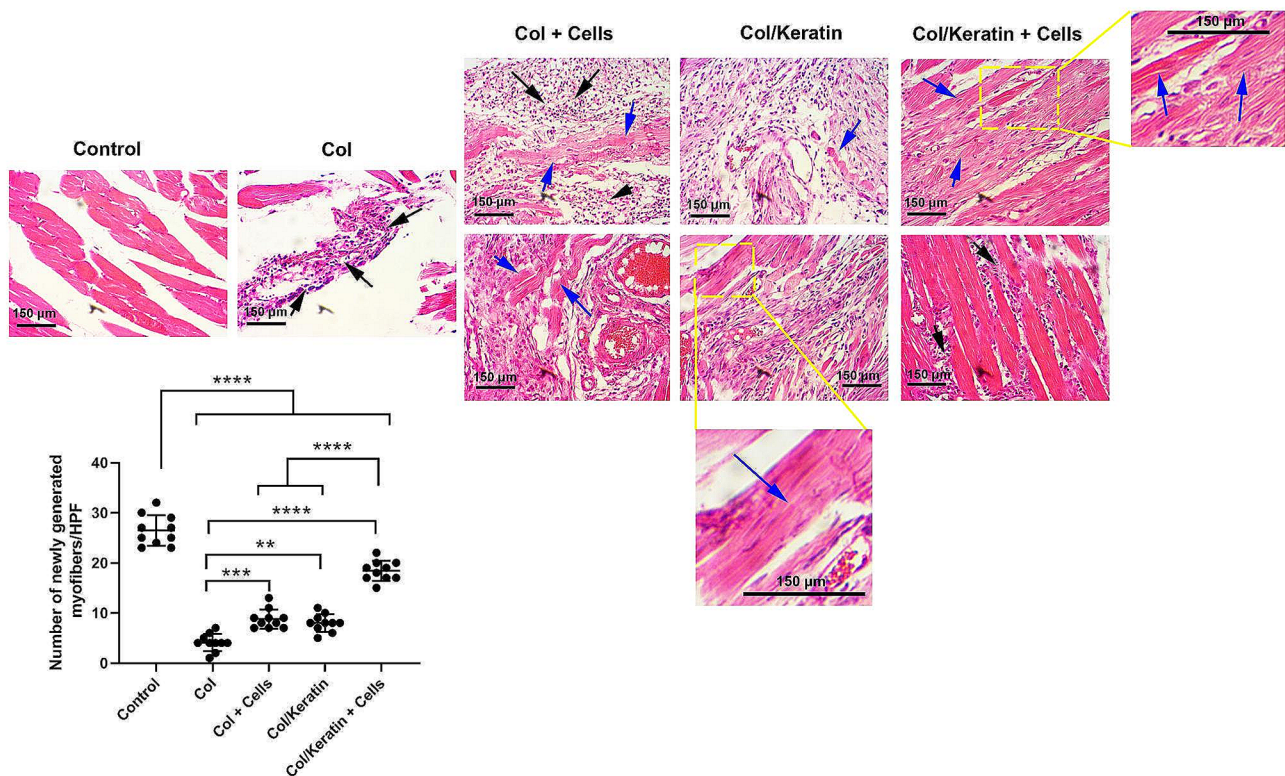 Col + Cells
Col/Keratin
Col/Keratin + Cells
150 µm
Control
Col
150 µm
150 µm
150 µm
150 µm
150 µm
150 µm
150 µm
150 µm
150 µm
150 µm
****
****
****
**
***
Number of newly generated
myofibers/HPF
40
30
20
10
0
Control
Col
Col + Cells
Col/Keratin
Col/Keratin + Cells
150 µm